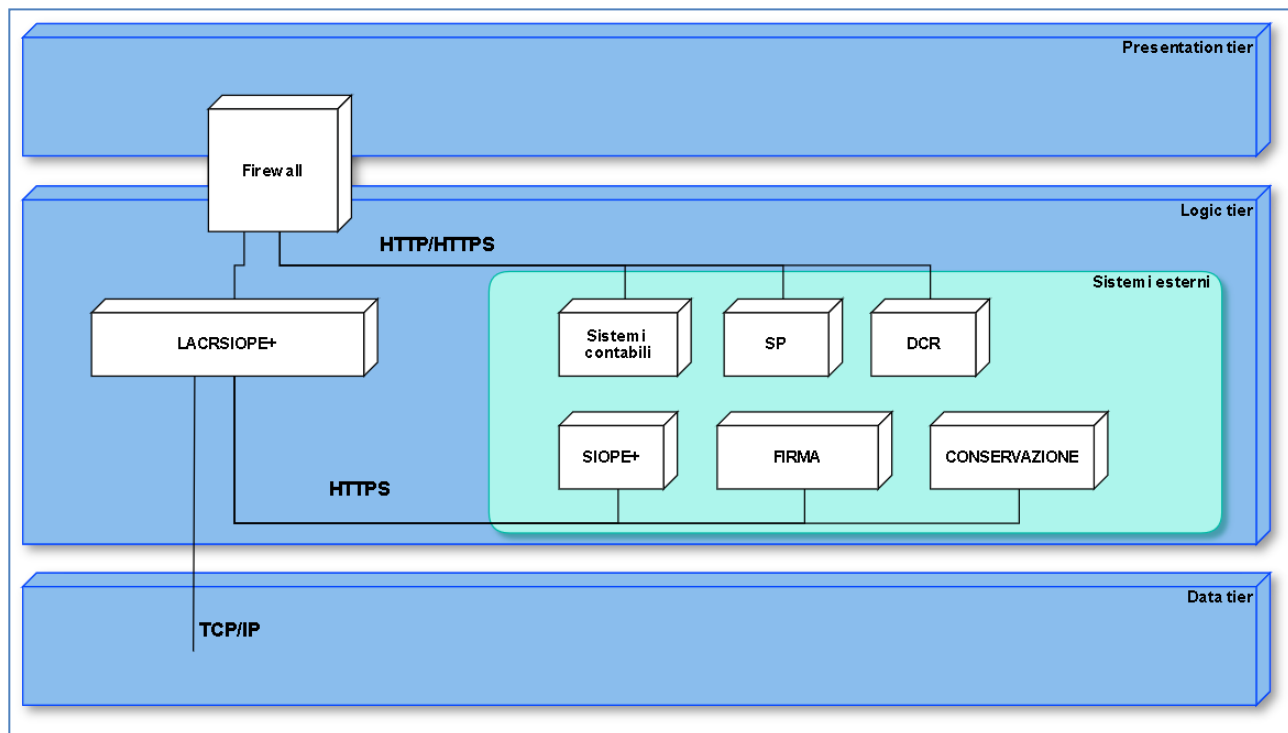 Presentation tier
Firewall
Logic tier
HTTP/HTTPS
Sistemi esterni
LACRSIOPE+
Sistemi
contabili
SP
DCR
SIOPE+
FIRMA
CONSERVAZIONE
HTTPS
Data tier
TCP/IP